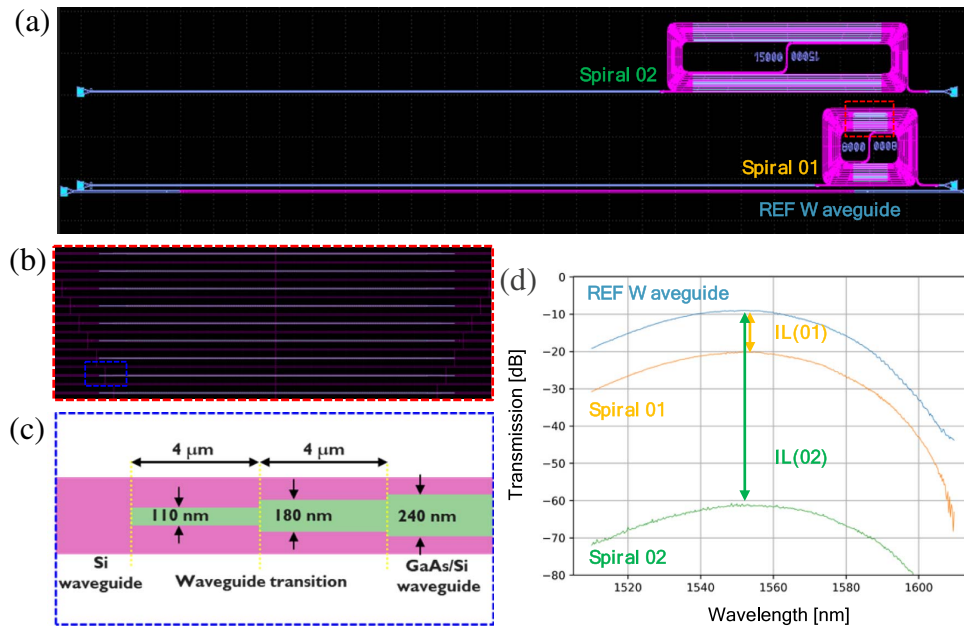 (a)
15000 15000
Spiral 02
8000 8000
Spiral 01
REF W aveguide
(b)
(c)
4 µm 4 µm
110 nm 180 nm 240 nm
Si
waveguide
Waveguide transition
GaAs/Si
waveguide
(d)
0
-10
-20
-30
-40
-50
-60
-70
-80
Transmission [dB]
REF W aveguide
IL(01)
Spiral 01
IL(02)
Spiral 02
1520 1540 1560 1580 1600
Wavelength [nm]